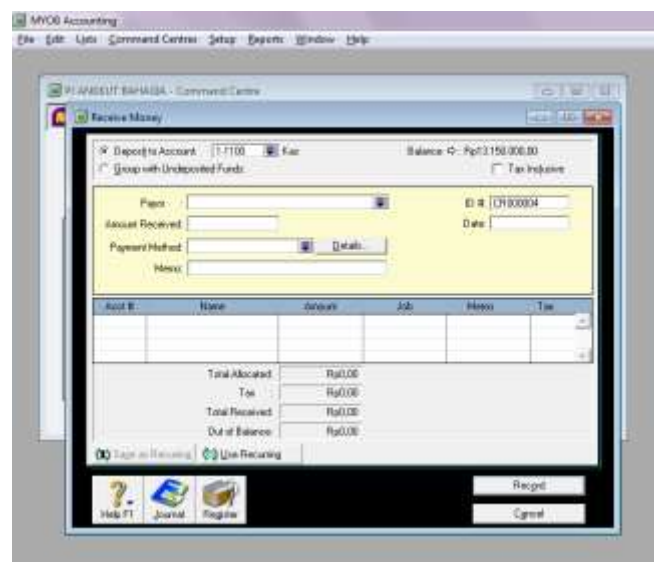 MYOB Accounting
File Edit Lists Command Centres Setup Reports Window Help
PJ ANGKUT BAHAGIA - Command Centre
Receive Money
Deposit to Account: 1-1100 Kas Balance Rp13.150.000,00
Group with Undeposited Funds Tax Inclusive
Payor: ID #: CR000004
Amount Received: Date:
Payment Method: Details...
Memo:
Acct # Name Amount Job Memo Tax
Total Allocated: Rp0,00
Tax: Rp0,00
Total Received: Rp0,00
Out of Balance: Rp0,00
Save as Recurring Use Recurring
Help F1 Journal Register
Record
Cancel